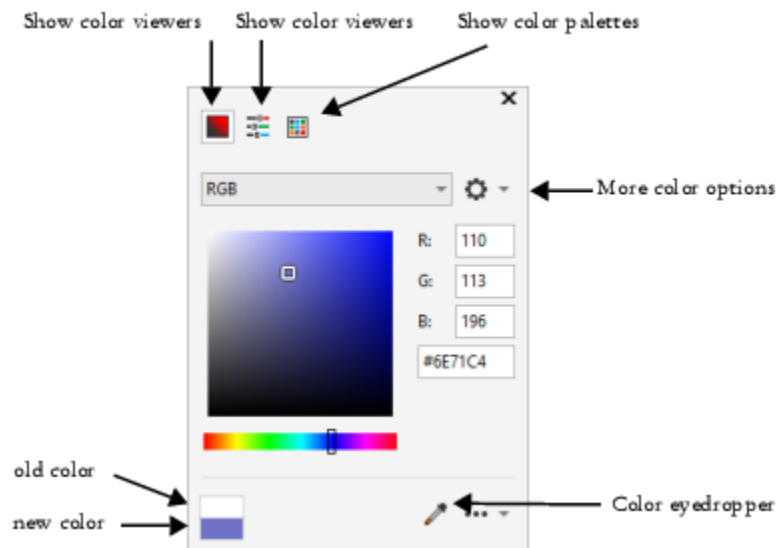 Show color viewers Show color viewers Show color palettes
RGB
More color options
R: 110
G: 113
B: 196
#6E71C4
old color
new color
Color eyedropper